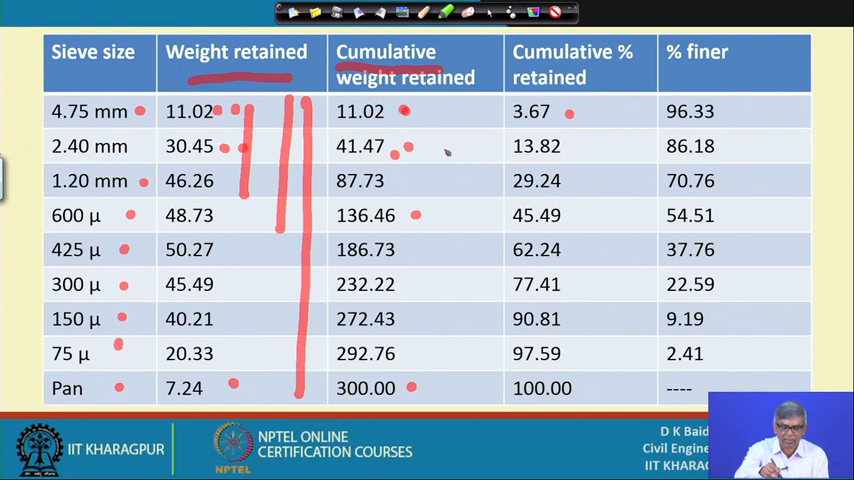 Sieve size Weight retained Cumulative weight retained Cumulative % retained % finer
4.75 mm 11.02 11.02 3.67 96.33
2.40 mm 30.45 41.47 13.82 86.18
1.20 mm 46.26 87.73 29.24 70.76
600 µ 48.73 136.46 45.49 54.51
425 µ 50.27 186.73 62.24 37.76
300 µ 45.49 232.22 77.41 22.59
150 µ 40.21 272.43 90.81 9.19
75 µ 20.33 292.76 97.59 2.41
Pan 7.24 300.00 100.00 ----
IIT KHARAGPUR
NPTEL
NPTEL ONLINE
CERTIFICATION COURSES
D K Baid
Civil Engine
IIT KHARAG